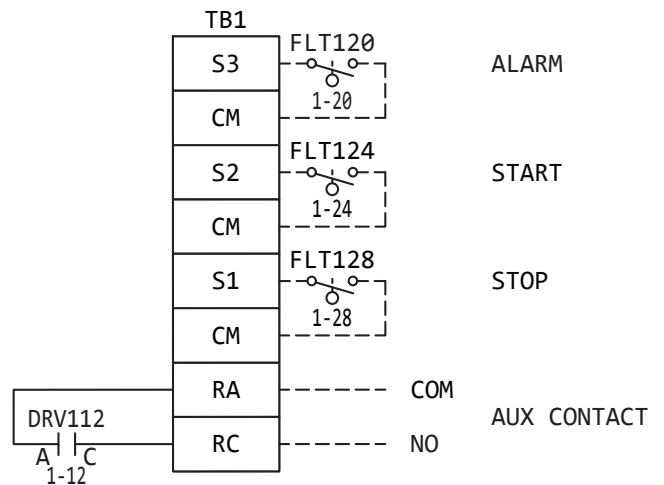 TB1
FLT120
S3
ALARM
1-20
CM
FLT124
S2
START
1-24
CM
FLT128
S1
STOP
1-28
CM
RA
COM
DRV112
AUX CONTACT
A C
RC
NO
1-12